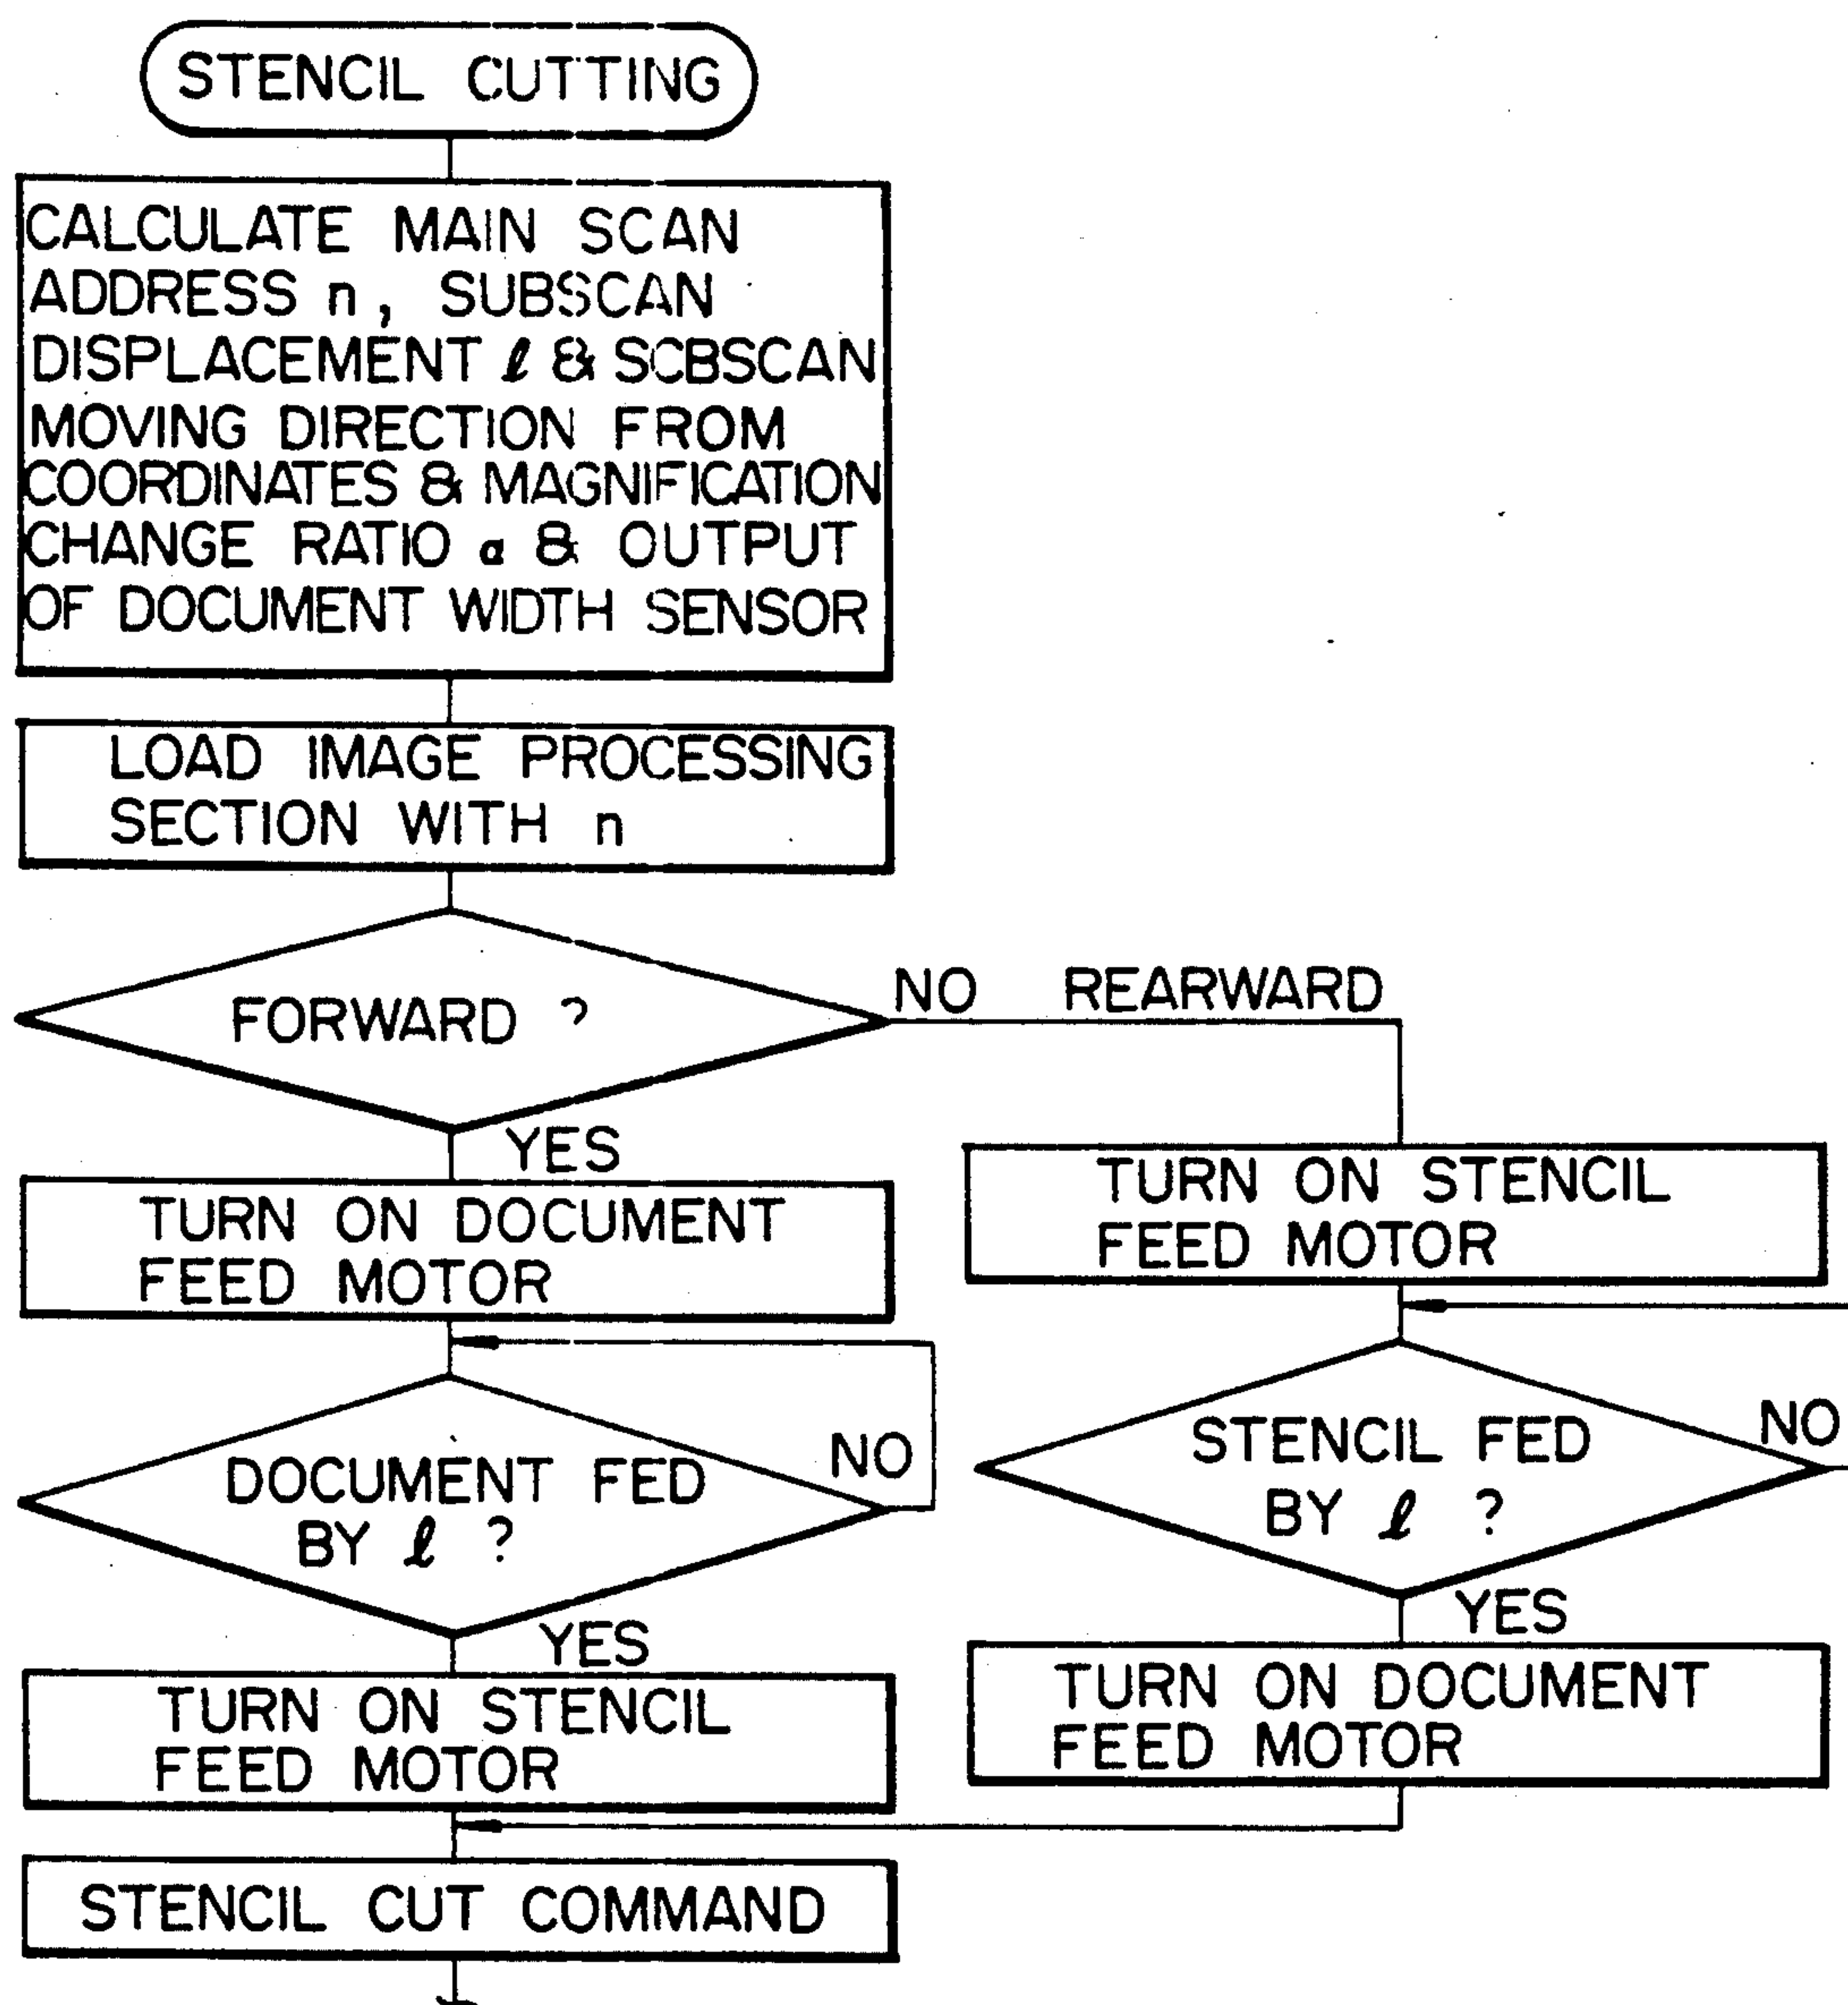 STENCIL CUTTING
CALCULATE MAIN SCAN
ADDRESS n, SUBSCAN
DISPLACEMENT ℓ & SCBSCAN
MOVING DIRECTION FROM
COORDINATES & MAGNIFICATION
CHANGE RATIO a & OUTPUT
OF DOCUMENT WIDTH SENSOR
LOAD IMAGE PROCESSING
SECTION WITH n
FORWARD ?
NO REARWARD
YES
TURN ON DOCUMENT
FEED MOTOR
DOCUMENT FED
BY ℓ ?
NO
YES
TURN ON STENCIL
FEED MOTOR
TURN ON STENCIL
FEED MOTOR
STENCIL FED
BY ℓ ?
NO
YES
TURN ON DOCUMENT
FEED MOTOR
STENCIL CUT COMMAND